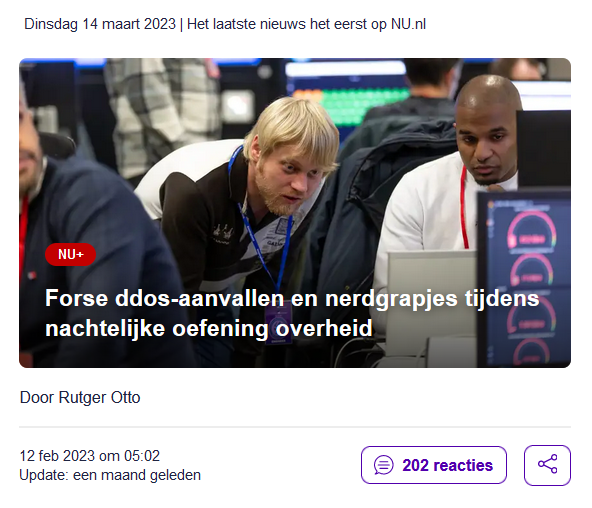 Dinsdag 14 maart 2023 | Het laatste nieuws het eerst op NU.nl
NU+
Forse ddos-aanvallen en nerdgrapjes tijdens
nachtelijke oefening overheid
Door Rutger Otto
12 feb 2023 om 05:02
Update: een maand geleden
202 reacties